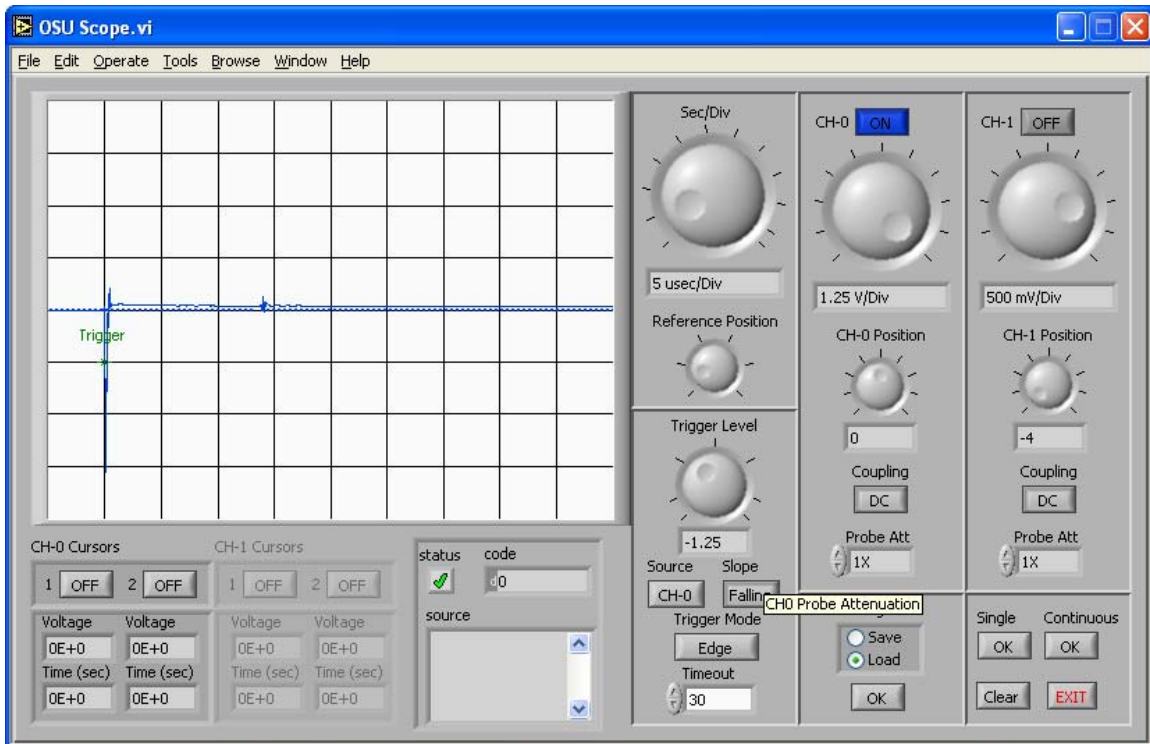 OSU Scope.vi
File Edit Operate Tools Browse Window Help
Trigger
Sec/Div
5 usec/Div
Reference Position
Trigger Level
-1.25
Source Slope
CH-0 Falling
Trigger Mode
Edge
Timeout
30
CH-0 ON
1.25 V/Div
CH-0 Position
0
Coupling
DC
Probe Att
1X
CH0 Probe Attenuation
Save
Load
OK
CH-1 OFF
500 mV/Div
CH-1 Position
-4
Coupling
DC
Probe Att
1X
Single Continuous
OK OK
Clear EXIT
CH-0 Cursors
1 OFF 2 OFF
Voltage Voltage
0E+0 0E+0
Time (sec) Time (sec)
0E+0 0E+0
CH-1 Cursors
1 OFF 2 OFF
Voltage Voltage
0E+0 0E+0
Time (sec) Time (sec)
0E+0 0E+0
status code
d0
source